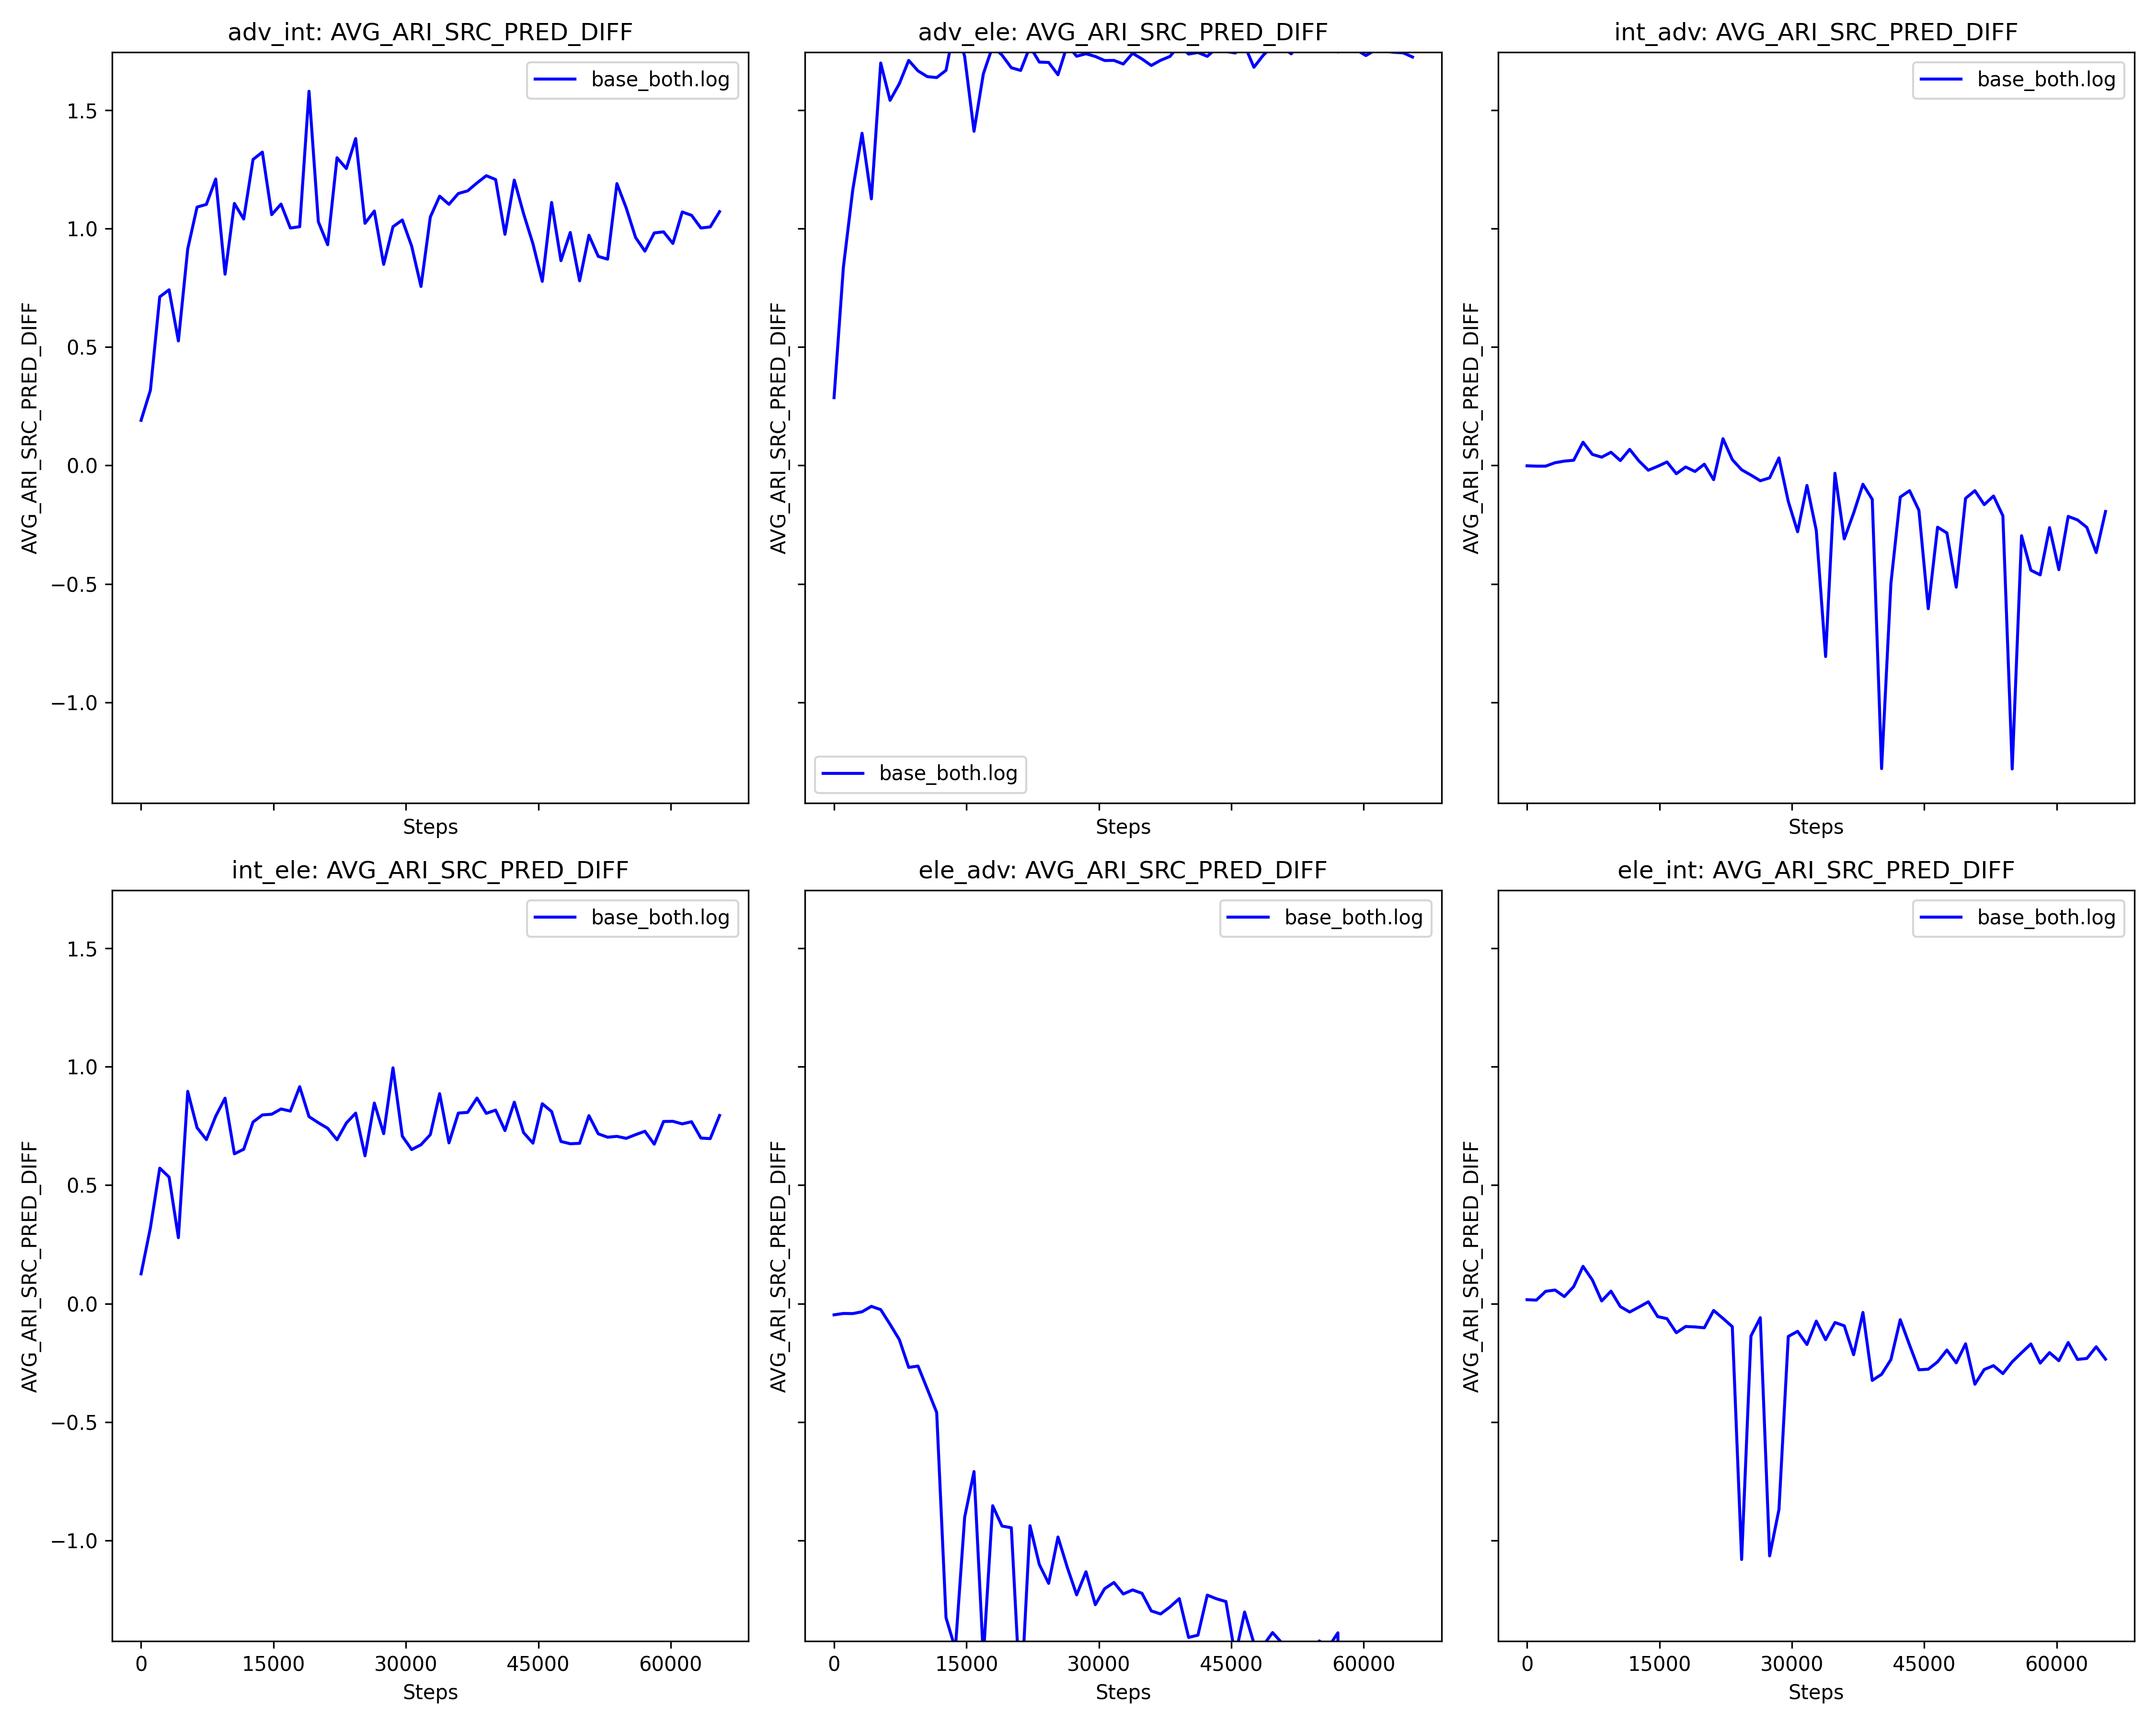 adv_int: AVG_ARI_SRC_PRED_DIFF
adv_ele: AVG_ARI_SRC_PRED_DIFF
int_adv: AVG_ARI_SRC_PRED_DIFF
base_both.log
base_both.log
base_both.log
AVG_ARI_SRC_PRED_DIFF
AVG_ARI_SRC_PRED_DIFF
AVG_ARI_SRC_PRED_DIFF
1.5
1.0
0.5
0.0
−0.5
−1.0
Steps
Steps
Steps
int_ele: AVG_ARI_SRC_PRED_DIFF
ele_adv: AVG_ARI_SRC_PRED_DIFF
ele_int: AVG_ARI_SRC_PRED_DIFF
base_both.log
base_both.log
base_both.log
AVG_ARI_SRC_PRED_DIFF
AVG_ARI_SRC_PRED_DIFF
AVG_ARI_SRC_PRED_DIFF
1.5
1.0
0.5
0.0
−0.5
−1.0
0 15000 30000 45000 60000
0 15000 30000 45000 60000
0 15000 30000 45000 60000
Steps
Steps
Steps